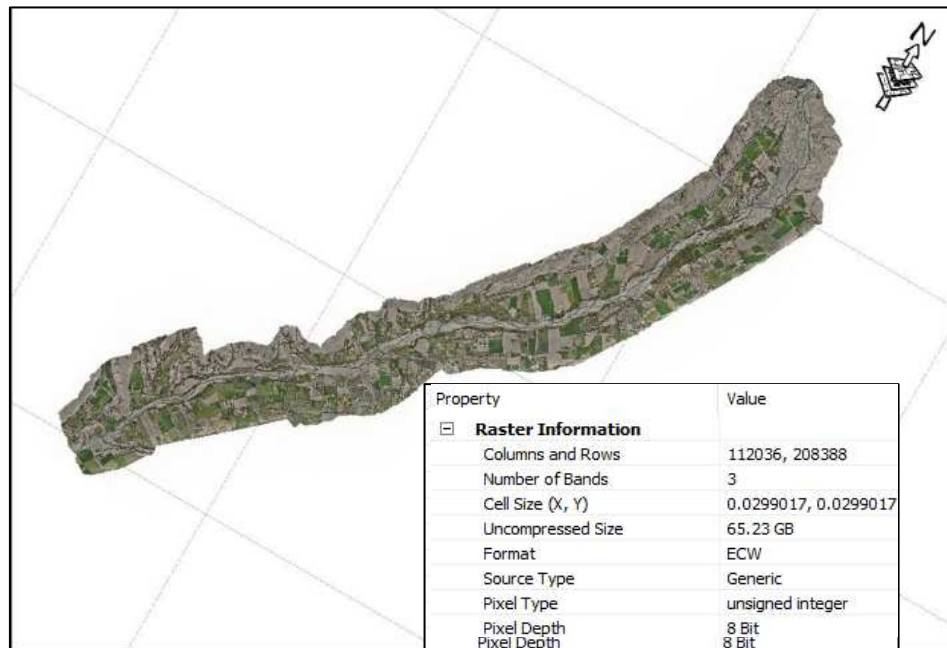 N
Property Value
Raster Information
Columns and Rows 112036, 208388
Number of Bands 3
Cell Size (X, Y) 0.0299017, 0.0299017
Uncompressed Size 65.23 GB
Format ECW
Source Type Generic
Pixel Type unsigned integer
Pixel Depth 8 Bit
Pixel Depth 8 Bit